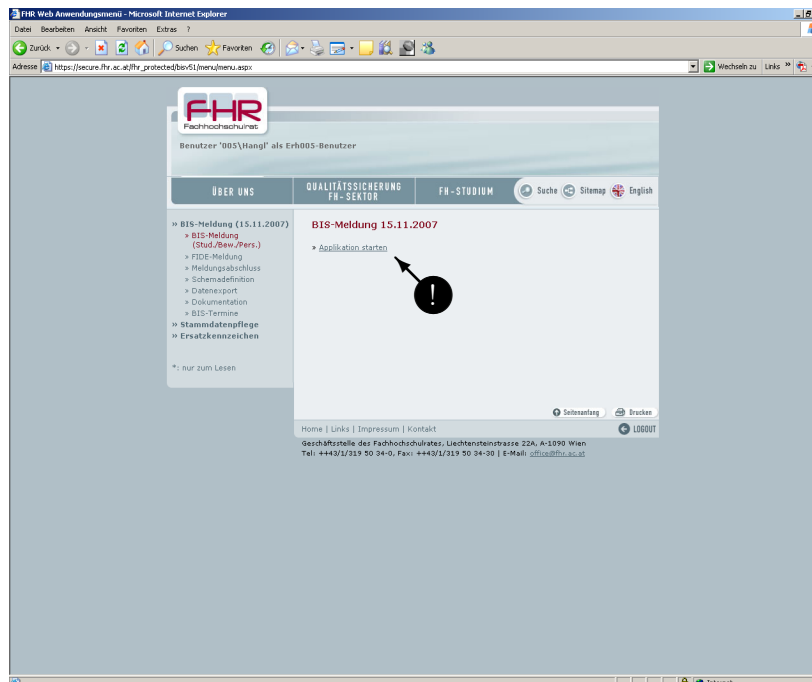 FHR Web Anwendungsmenü - Microsoft Internet Explorer
Datei Bearbeiten Ansicht Favoriten Extras ?
Zurück Suchen Favoriten
Adresse https://secure.fhr.ac.at/fhr_protected/bisv51/menu/menu.aspx Wechseln zu Links »
FHR
Fachhochschulrat
Benutzer '005\Hangl' als Erh005-Benutzer
ÜBER UNS
QUALITÄTSSICHERUNG
FH-SEKTOR
FH-STUDIUM
Suche Sitemap English
» BIS-Meldung (15.11.2007)
» BIS-Meldung
(Stud./Bew./Pers.)
» FIDE-Meldung
» Meldungsabschluss
» Schemadefinition
» Datenexport
» Dokumentation
» BIS-Termine
» Stammdatenpflege
» Ersatzkennzeichen
*: nur zum Lesen
BIS-Meldung 15.11.2007
» Applikation starten
!
Seitenanfang Drucken
Home | Links | Impressum | Kontakt
LOGOUT
Geschäftsstelle des Fachhochschulrates, Liechtensteinstrasse 22A, A-1090 Wien
Tel: ++43/1/319 50 34-0, Fax: ++43/1/319 50 34-30 | E-Mail: office@fhr.ac.at
Internet